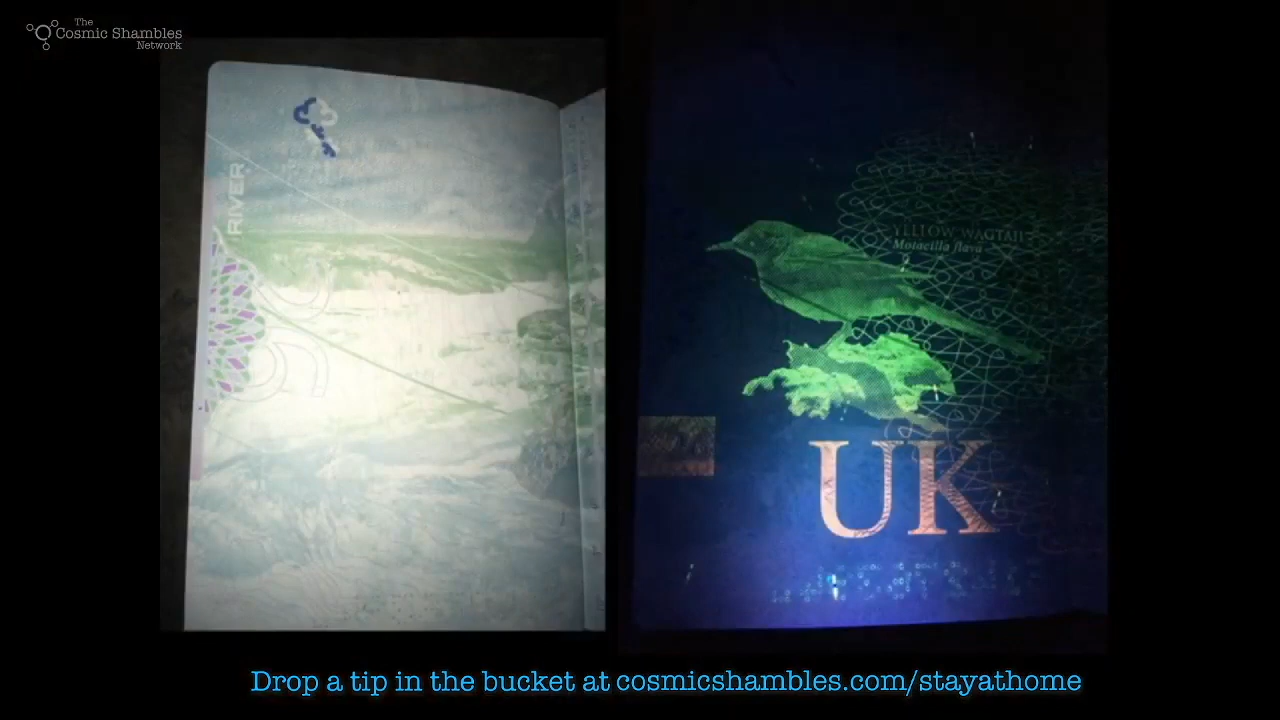 The
Cosmic Shambles
Network
RIVER
YELLOW WAGTAIL
Motacilla flava
UK
Drop a tip in the bucket at cosmicshambles.com/stayathome